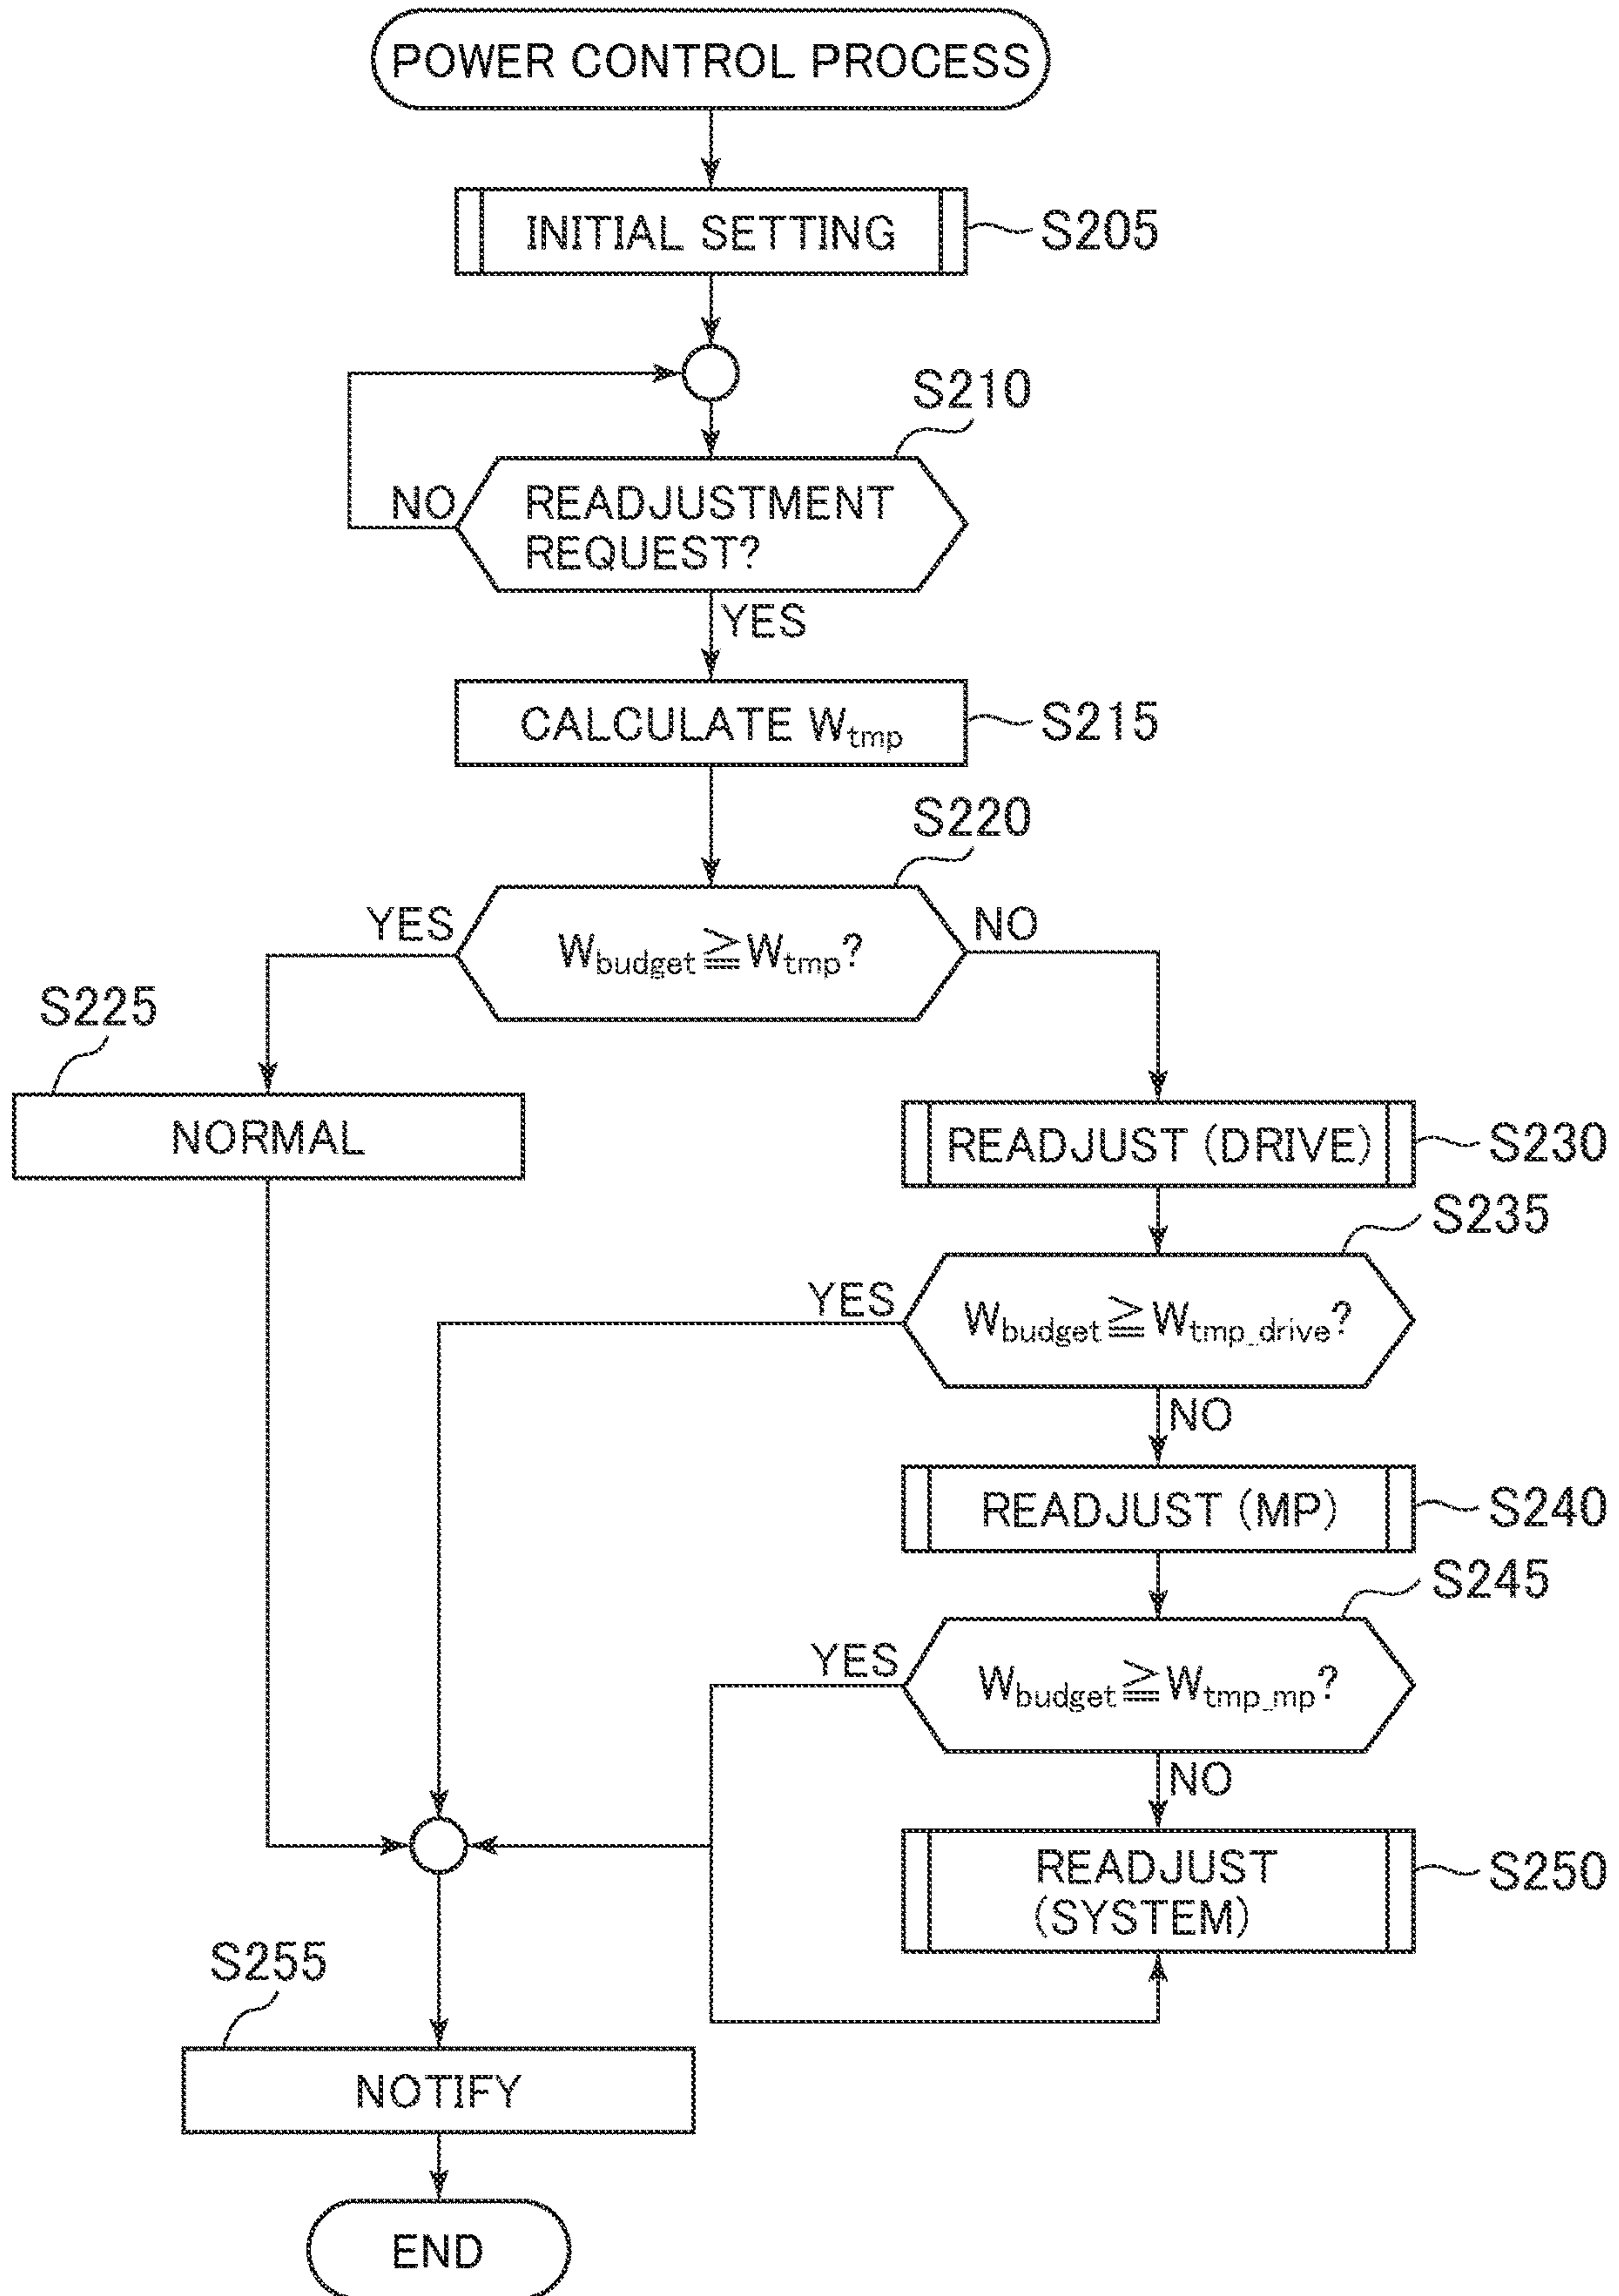 POWER CONTROL PROCESS
INITIAL SETTING
S205
S210
NO
READJUSTMENT
REQUEST?
YES
CALCULATE Wtmp
S215
S220
YES
NO
Wbudget≧Wtmp?
S225
NORMAL
READJUST (DRIVE)
S230
S235
YES
Wbudget≧Wtmp_drive?
NO
READJUST (MP)
S240
S245
YES
Wbudget≧Wtmp_mp?
NO
READJUST
(SYSTEM)
S250
S255
NOTIFY
END